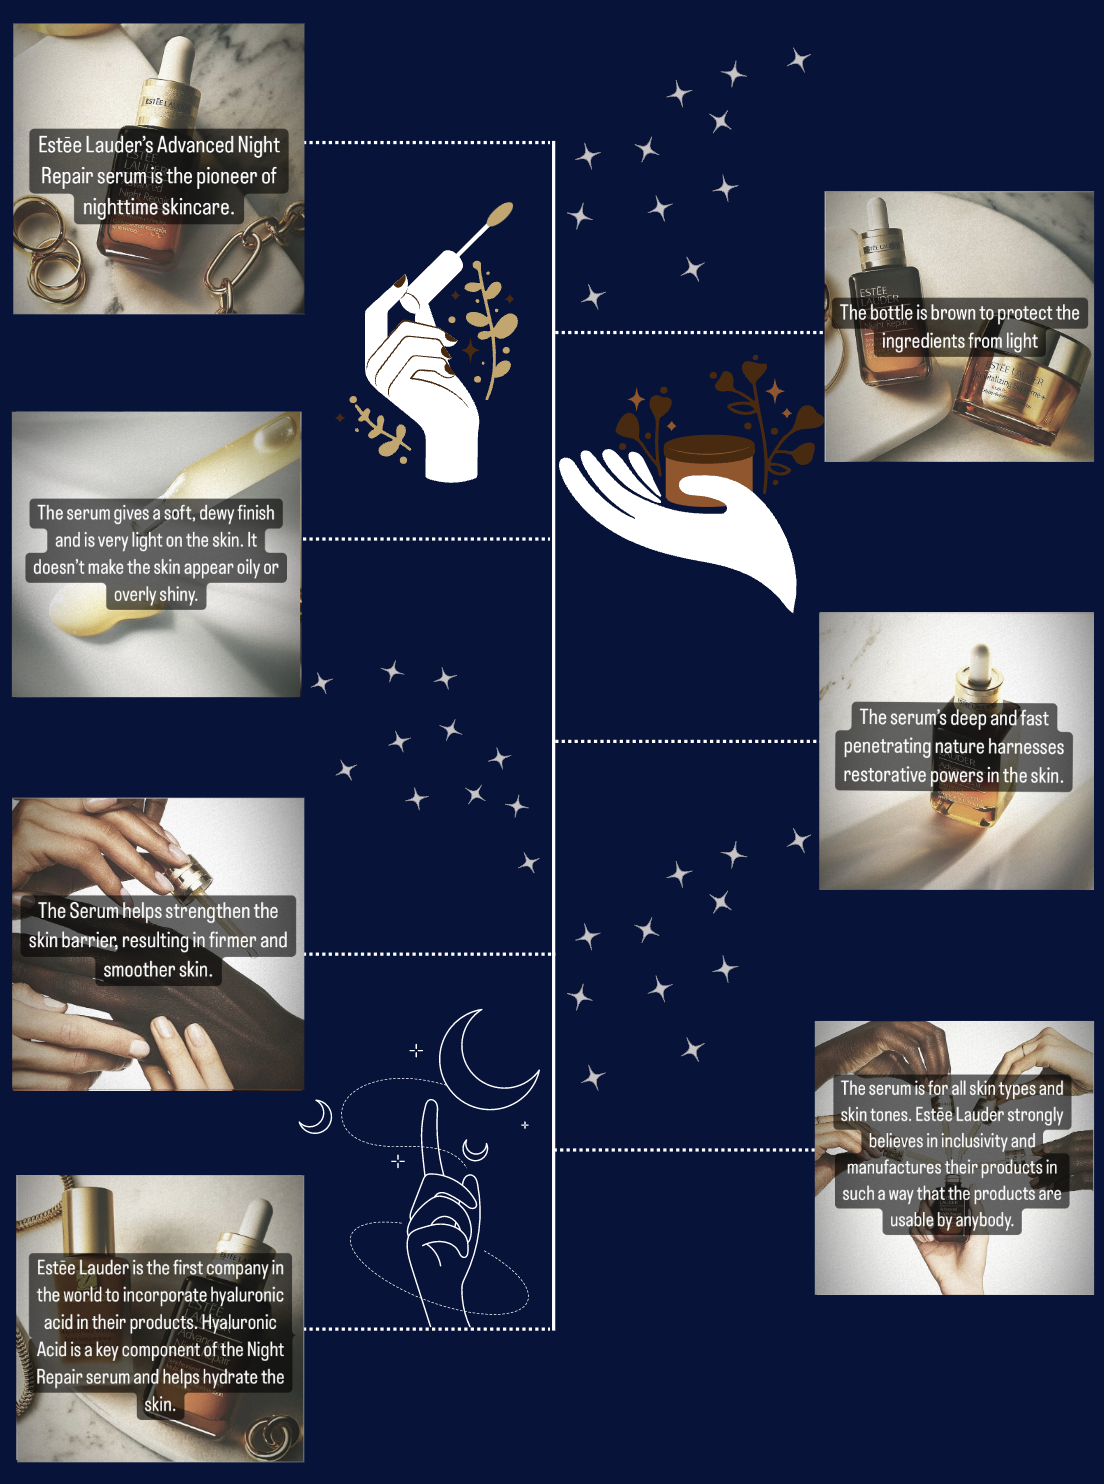 Estēe Lauder's Advanced Night
Repair serum is the pioneer of
nighttime skincare.
The bottle is brown to protect the
ingredients from light
The serum gives a soft, dewy finish
and is very light on the skin. It
doesn't make the skin appear oily or
overly shiny.
The serum's deep and fast
penetrating nature harnesses
restorative powers in the skin.
The Serum helps strengthen the
skin barrier, resulting in firmer and
smoother skin.
The serum is for all skin types and
skin tones. Estēe Lauder strongly
believes in inclusivity and
manufactures their products in
such a way that the products are
usable by anybody.
Estēe Lauder is the first company in
the world to incorporate hyaluronic
acid in their products. Hyaluronic
Acid is a key component of the Night
Repair serum and helps hydrate the
skin.